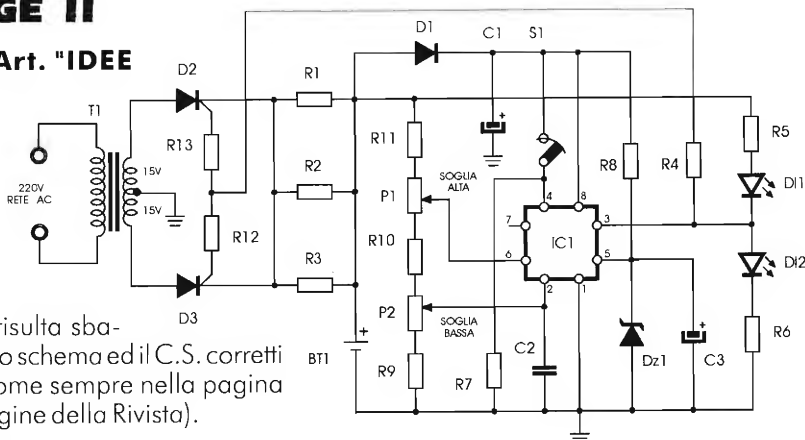 GE II
Art. "IDEE
D1
C1
S1
D2
R1
T1
R13
R11
R5
15V
R2
P1
SOGLIA
ALTA
R8
R4
DI1
220V
RETE AC
4
8
3
7
IC1
15V
R12
R10
6
5
R3
2
1
DI2
P2
D3
SOGLIA
BASSA
risulta sba-
o schema ed il C.S. corretti
ome sempre nella pagina
gine della Rivista).
BT1
R9
R7
C2
Dz1
C3
R6